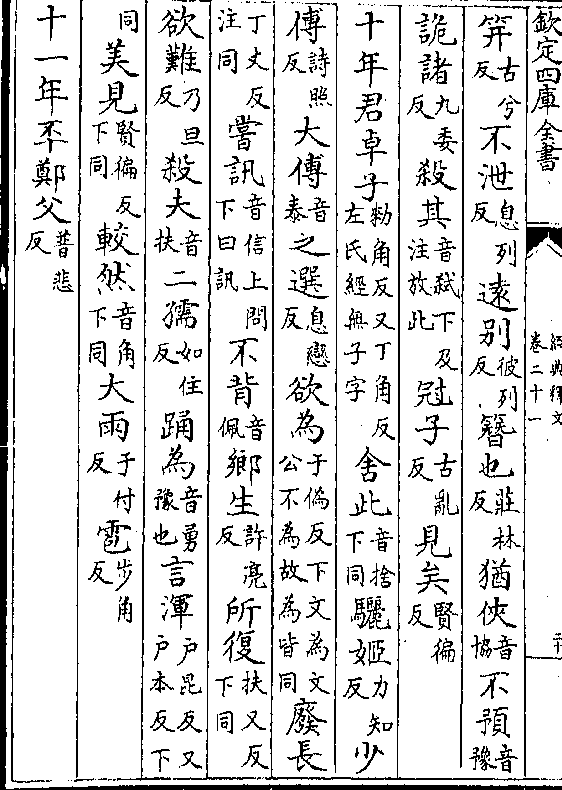 欽定四庫全書
經典釋文
卷二十一
笄古兮反不泄息列反遠別彼列反簪也莊林反猶俠音協不預音豫
詭諸九委反殺其音弑下及注放此冠子古亂反見矣賢徧反
十年君卓子勑角反又丁角反左氏經無子字舍此音捨下同驪姬力知反少
傅詩照反大傅音泰之選息戀反欲為于偽反下文為文公不為故為皆同廢長
丁丈反注同嘗訊音信上問下曰訊不背音佩鄉生許亮反所復扶又反下同
欲難乃旦反殺夫音扶二孺如住反踊為音勇豫也言渾戶昆反又戶本反下
同美見賢徧反下同較然音角下同大雨于付反雹步角反
十一年丕鄭父普悲反